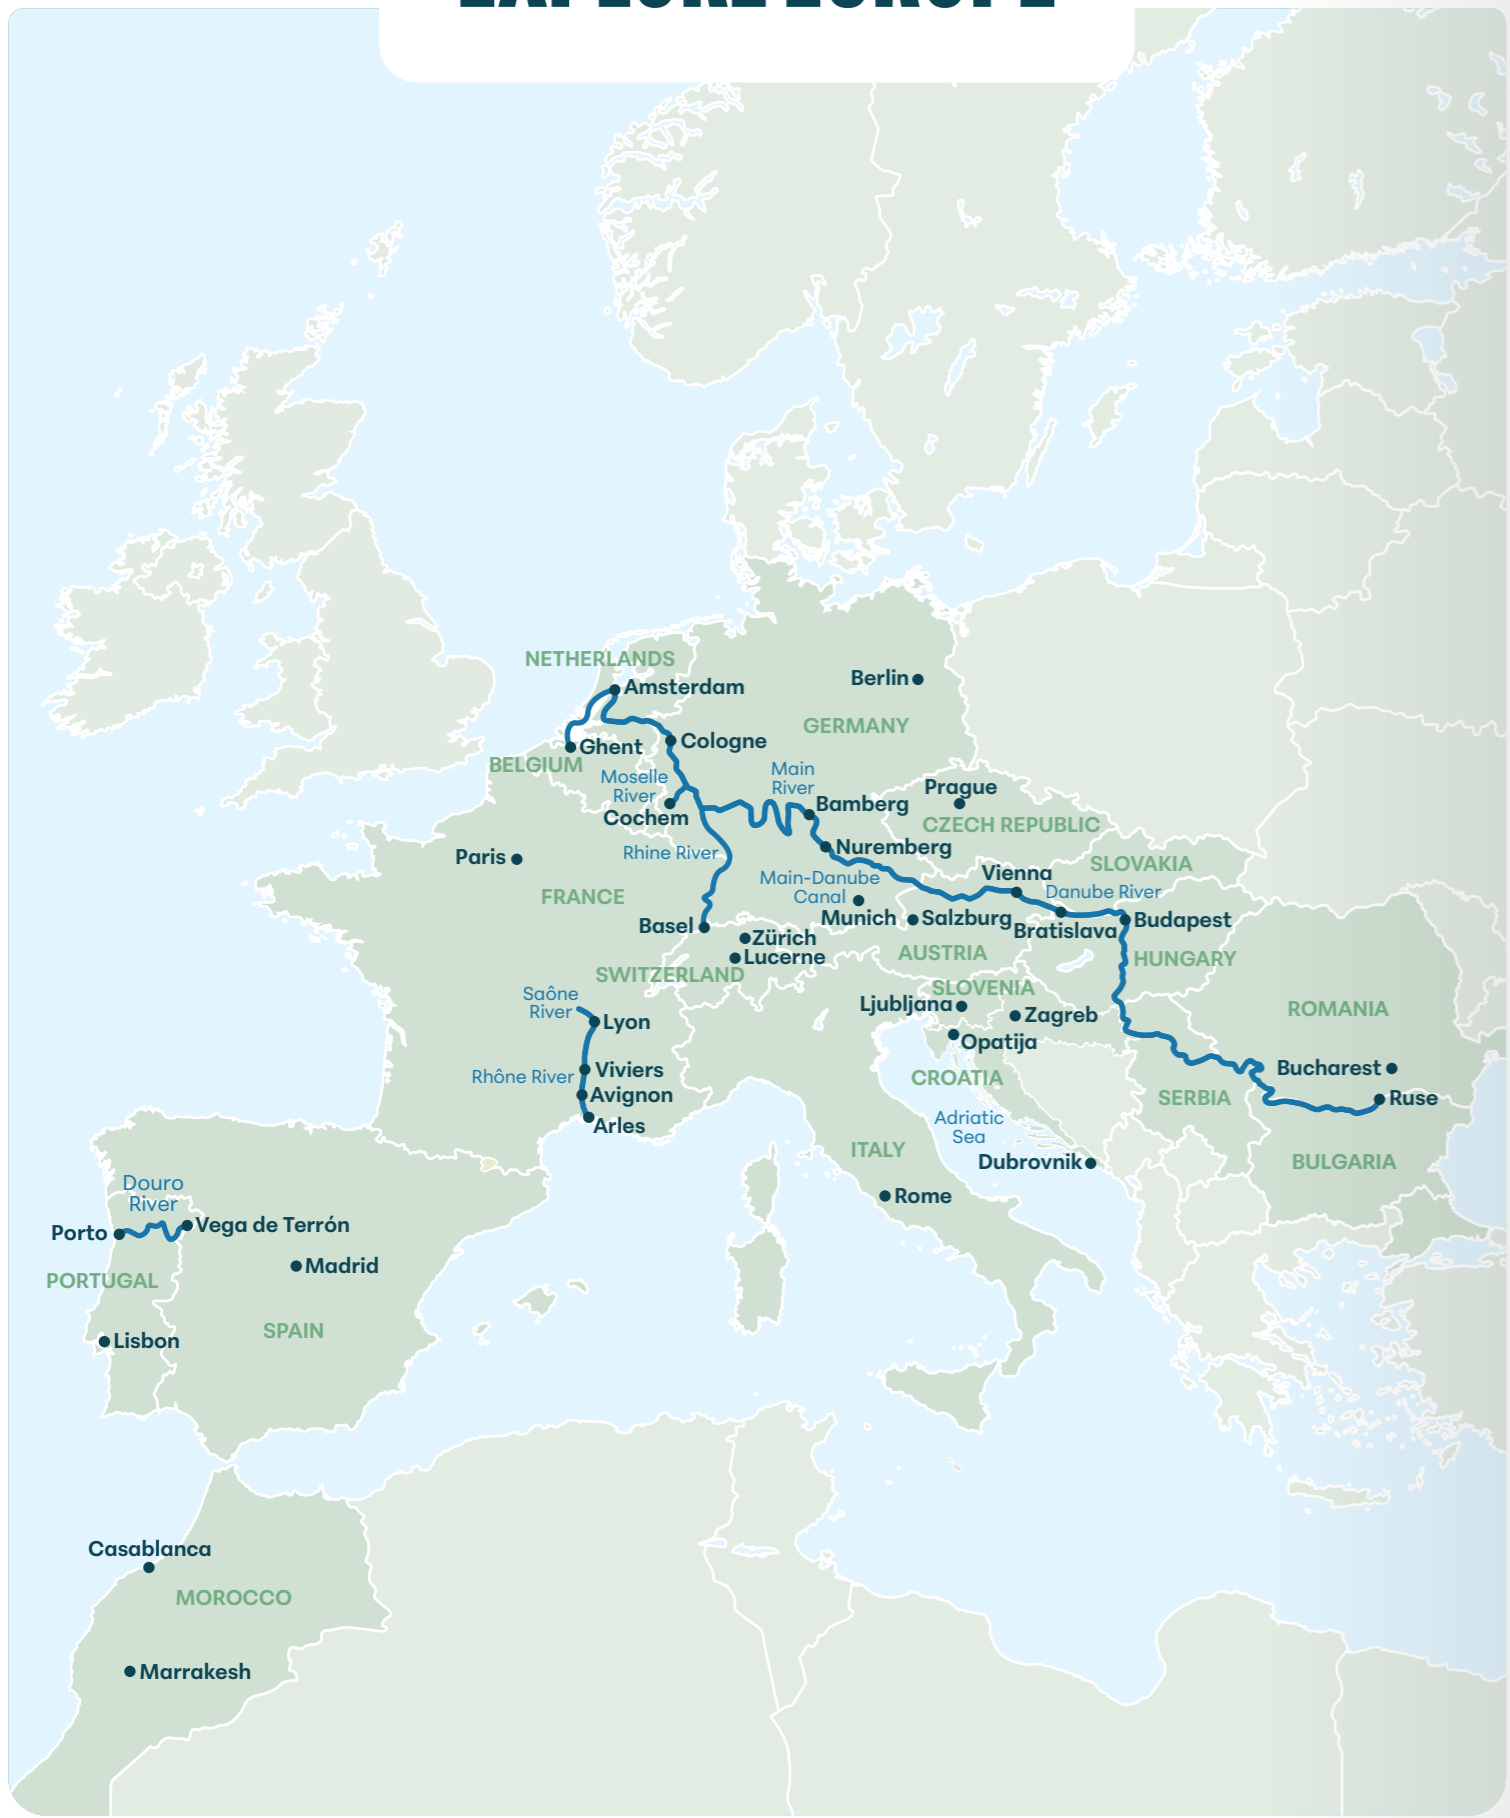 EXPLORE EUROPE
NETHERLANDS
Amsterdam
Berlin
GERMANY
Ghent
Cologne
BELGIUM
Moselle
River
Main
River
Cochem
Bamberg
Prague
CZECH REPUBLIC
Paris
Rhine River
Nuremberg
SLOVAKIA
Vienna
Main-Danube
Canal
Danube River
FRANCE
Munich
Salzburg
Bratislava
Budapest
Basel
Zürich
Lucerne
AUSTRIA
HUNGARY
SWITZERLAND
SLOVENIA
Saône
River
Lyon
Ljubljana
Zagreb
ROMANIA
Opatija
Rhône River
Viviers
CROATIA
Bucharest
Avignon
SERBIA
Ruse
Arles
Adriatic
Sea
ITALY
Dubrovnik
BULGARIA
Douro
River
Rome
Porto
Vega de Terrón
Madrid
PORTUGAL
SPAIN
Lisbon
Casablanca
MOROCCO
Marrakesh